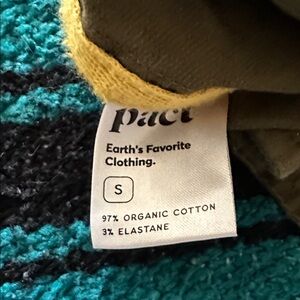 pact
Earth's Favorite
Clothing.
S
97% ORGANIC COTTON
3% ELASTANE